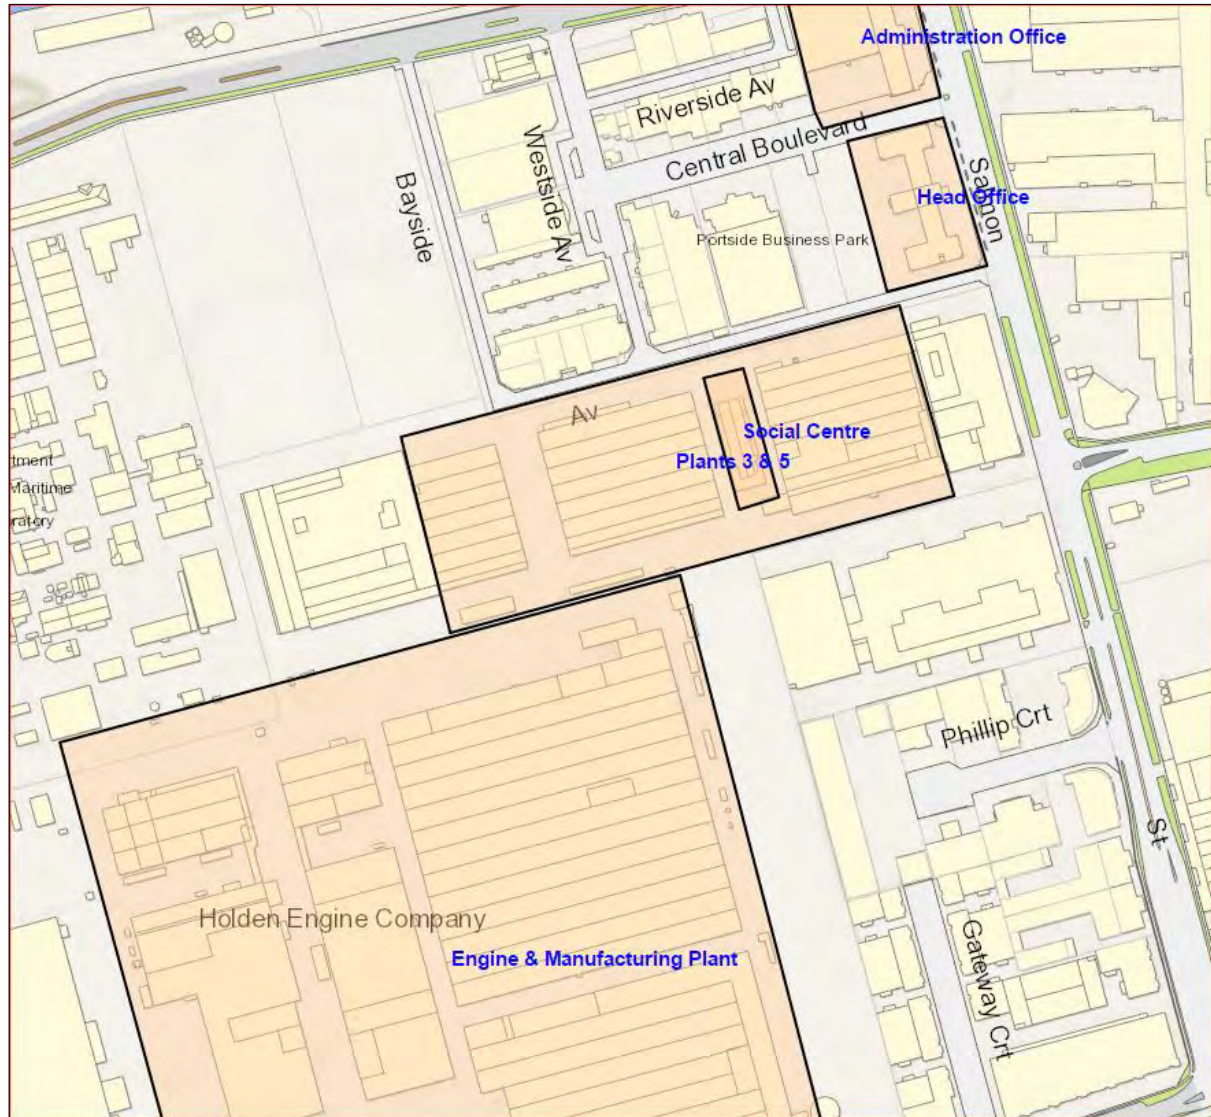 Administration Office
Riverside Av
Central Boulevard
Westside Av
Bayside
Salmon
Head Office
Portside Business Park
Av
Social Centre
Plants 3 & 5
tment
Maritime
ratory
Phillip Crt
St
Holden Engine Company
Engine & Manufacturing Plant
Gateway Crt